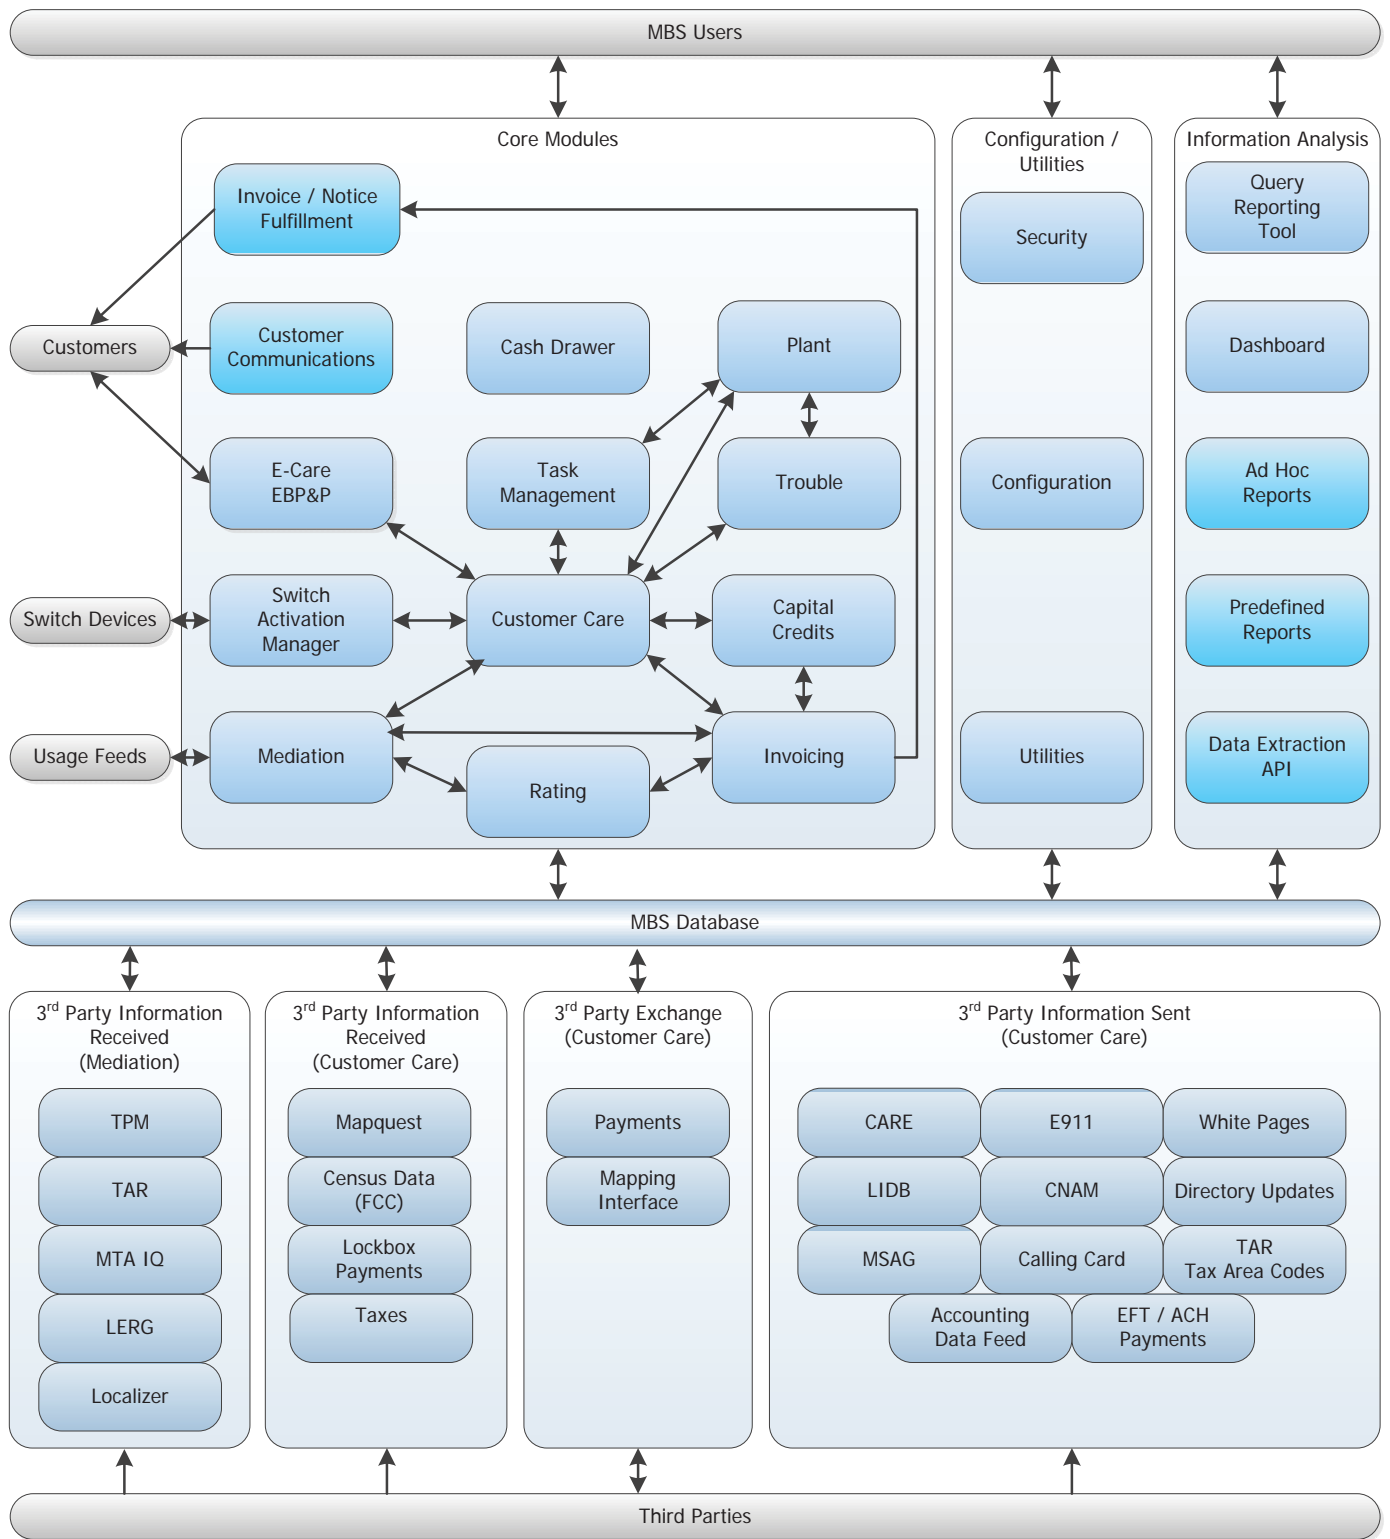 MBS Users
Core Modules
Invoice / Notice
Fulfillment
Customers
Customer
Communications
Cash Drawer
Plant
E-Care
EBP&P
Task
Management
Trouble
Switch Devices
Switch
Activation
Manager
Customer Care
Capital
Credits
Usage Feeds
Mediation
Rating
Invoicing
Configuration /
Utilities
Security
Configuration
Utilities
Information Analysis
Query
Reporting
Tool
Dashboard
Ad Hoc
Reports
Predefined
Reports
Data Extraction
API
MBS Database
3rd Party Information
Received
(Mediation)
TPM
TAR
MTA IQ
LERG
Localizer
3rd Party Information
Received
(Customer Care)
Mapquest
Census Data
(FCC)
Lockbox
Payments
Taxes
3rd Party Exchange
(Customer Care)
Payments
Mapping
Interface
3rd Party Information Sent
(Customer Care)
CARE
E911
White Pages
LIDB
CNAM
Directory Updates
MSAG
Calling Card
TAR
Tax Area Codes
Accounting
Data Feed
EFT / ACH
Payments
Third Parties